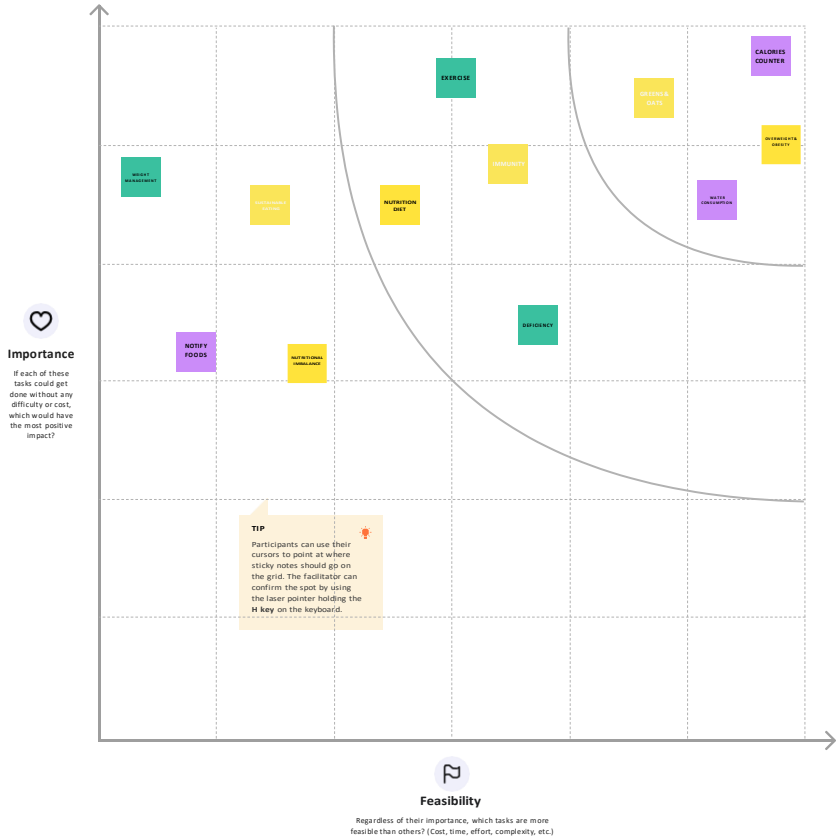 CALORIES
COUNTER
EXERCISE
OVERWEIGHT&
OBESITY
WEIGHT
MANAGEMENT
NUTRITION
DIET
WATER
CONSUMPTION
DEFICIENCY
NOTIFY
FOODS
NUTRITIONAL
IMBALANCE
Importance
If each of these
tasks could get
done without any
difficulty or cost,
which would have
the most positive
impact?
TIP
Participants can use their
cursors to point at where
sticky notes should go on
the grid. The facilitator can
confirm the spot by using
the laser pointer holding the
H key on the keyboard.
Feasibility
Regardless of their importance, which tasks are more
feasible than others? (Cost, time, effort, complexity, etc.)